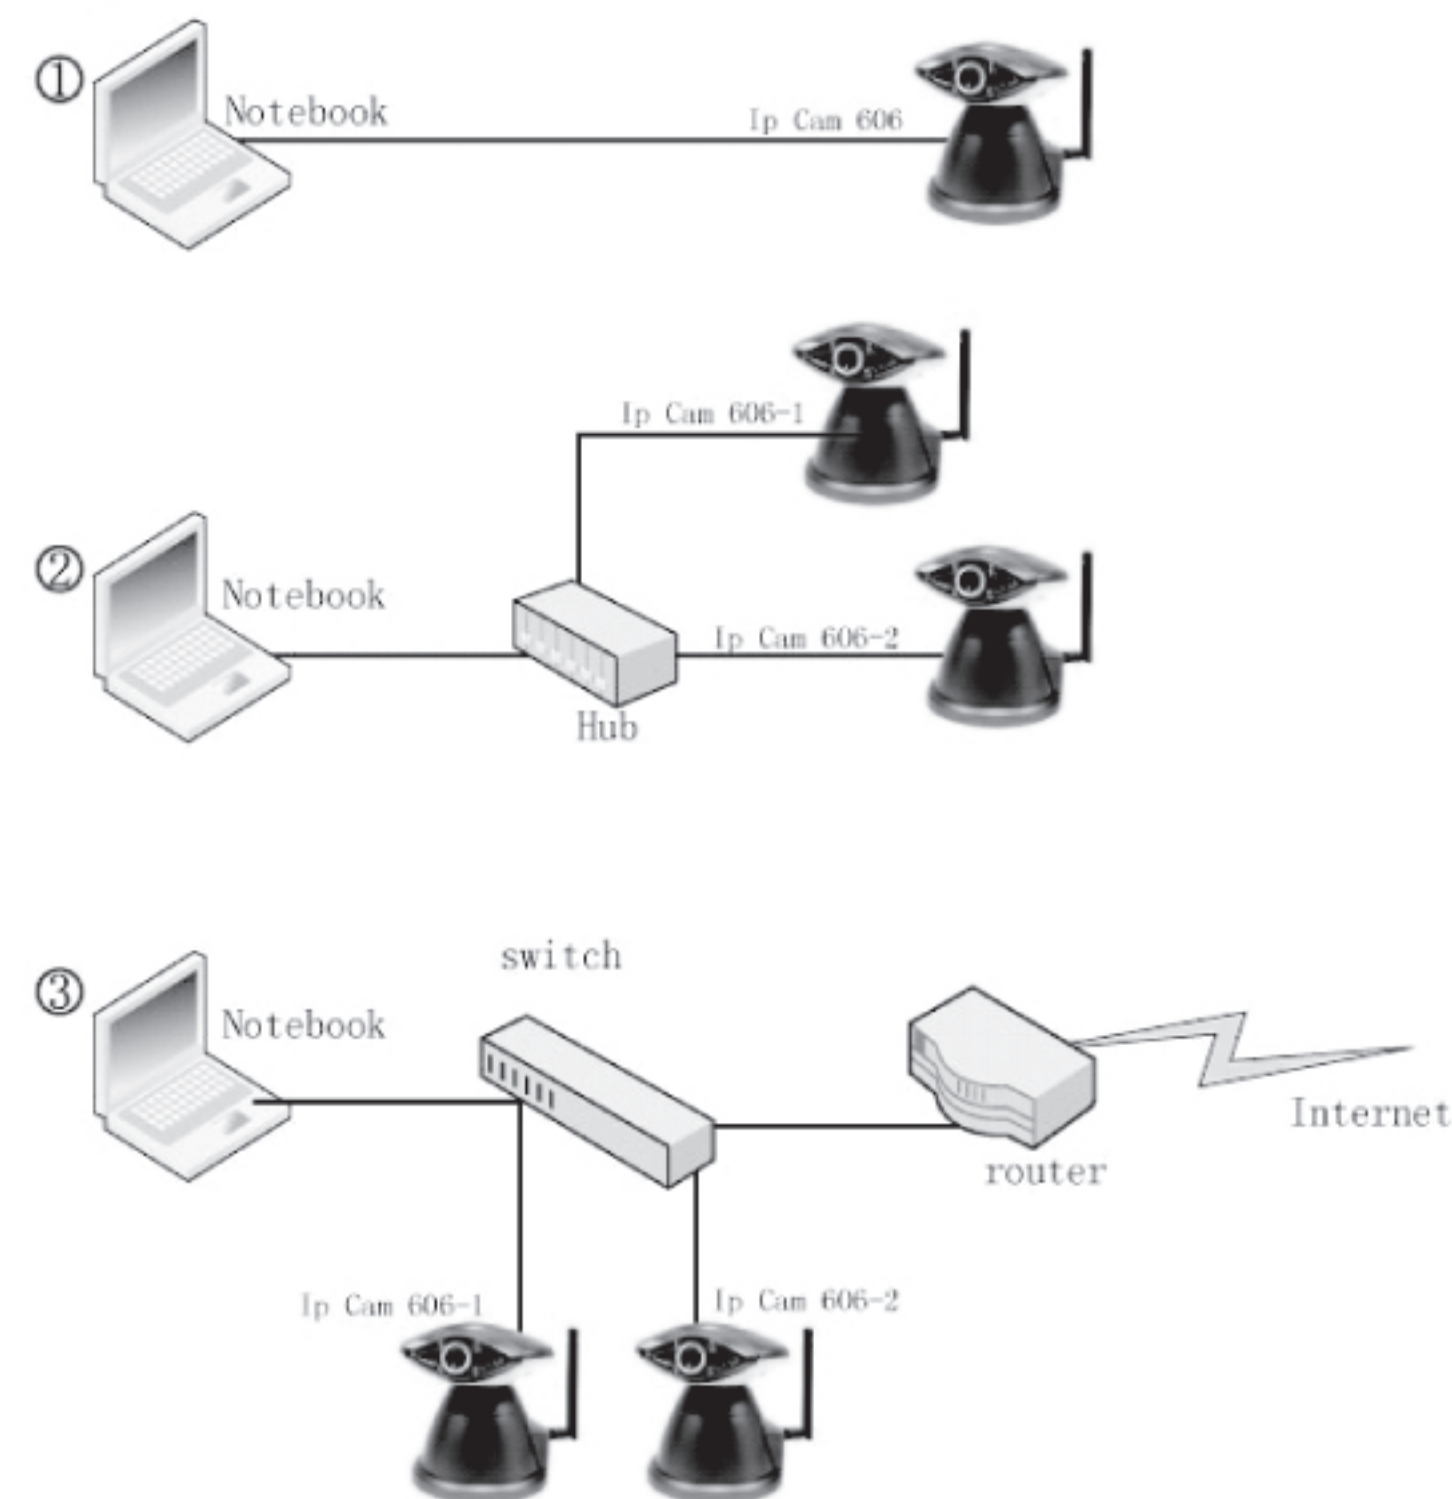 ①
Notebook
Ip Cam 606
Ip Cam 606-1
②
Notebook
Ip Cam 606-2
Hub
switch
③
Notebook
Internet
router
Ip Cam 606-1
Ip Cam 606-2